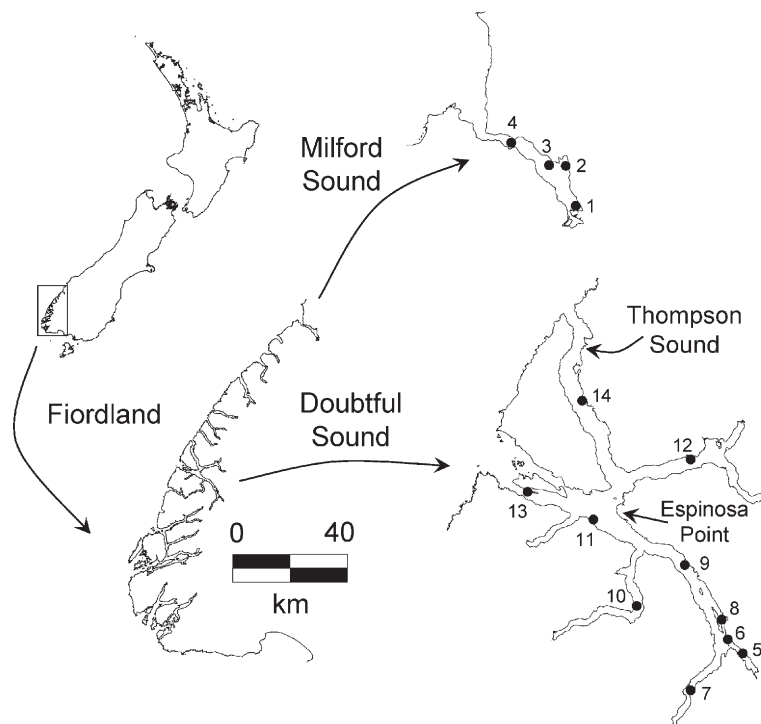 4
3
2
Milford
Sound
1
Thompson
Sound
14
Fiordland
Doubtful
Sound
12
13
11
Espinosa
Point
0 40
km
9
10
8
6
5
7